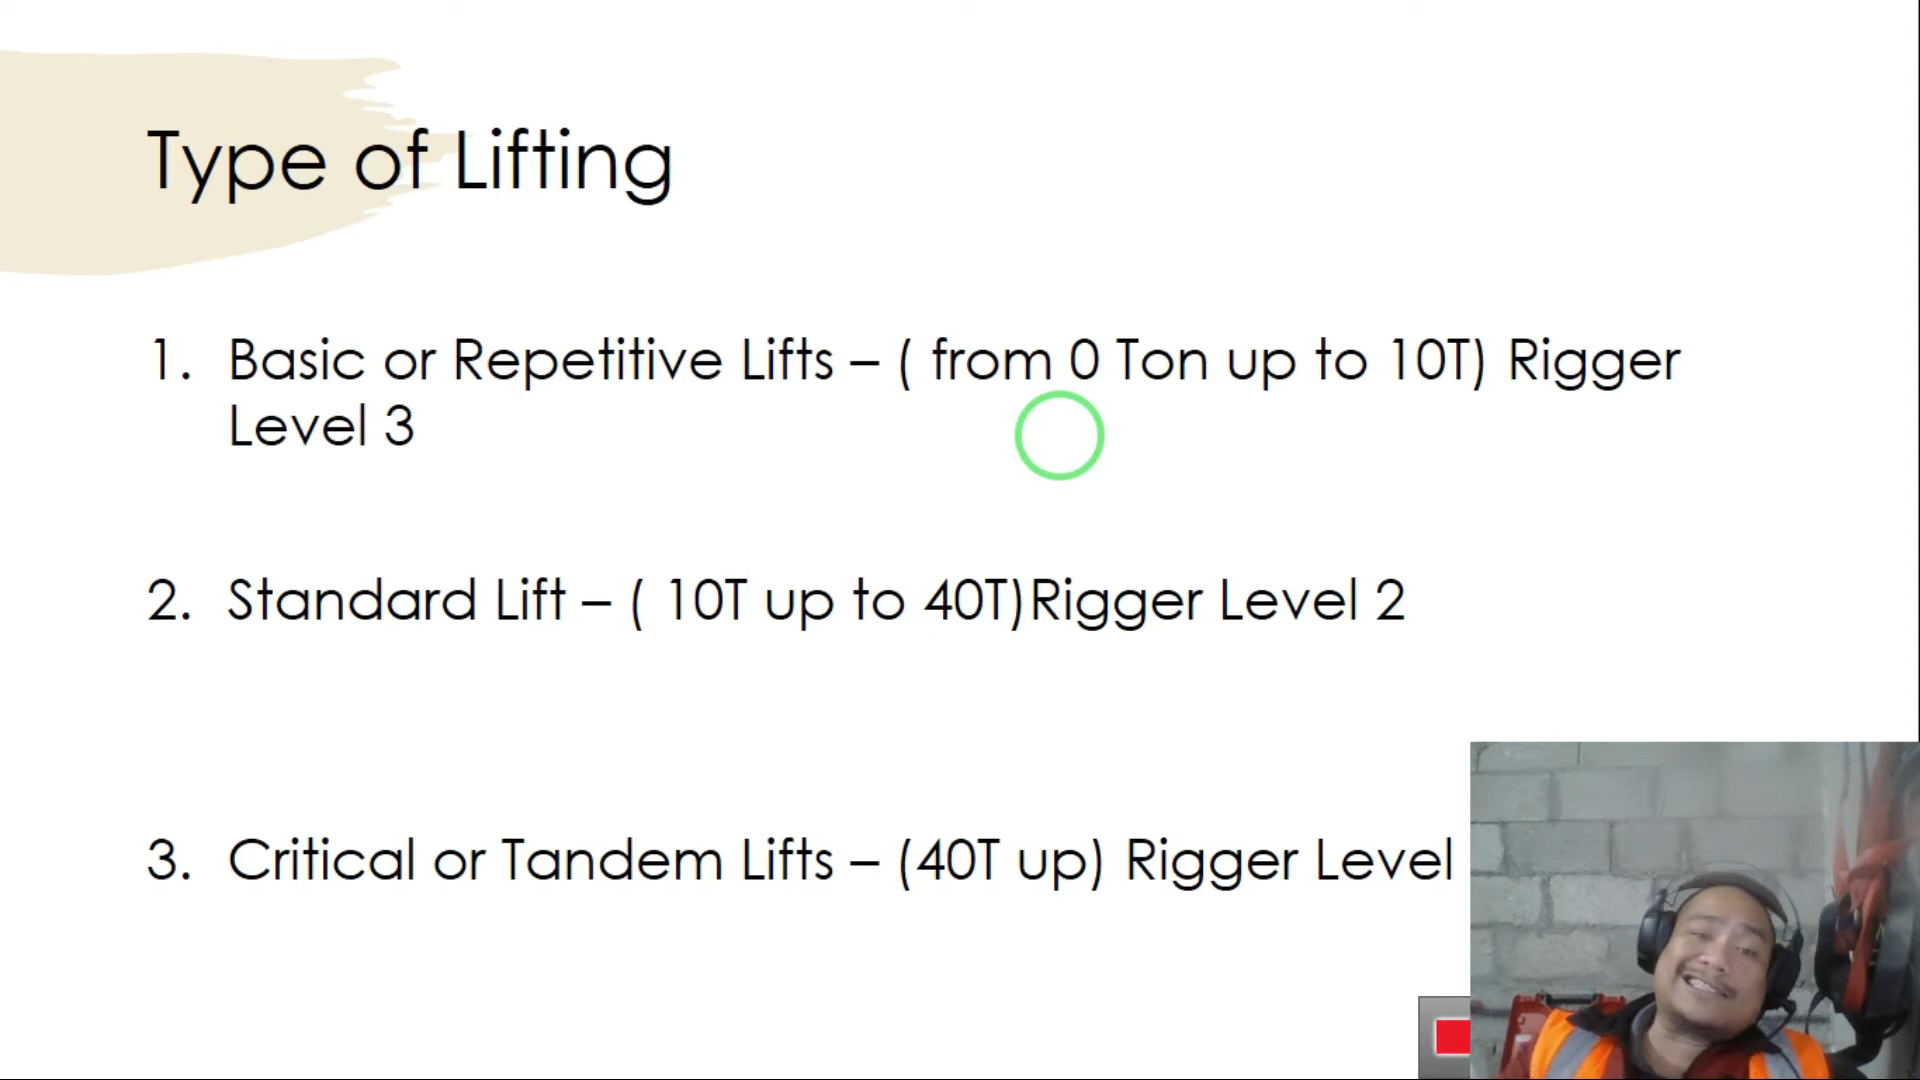 Type of Lifting
1. Basic or Repetitive Lifts – ( from 0 Ton up to 10T) Rigger
Level 3
2. Standard Lift – ( 10T up to 40T)Rigger Level 2
3. Critical or Tandem Lifts – (40T up) Rigger Level